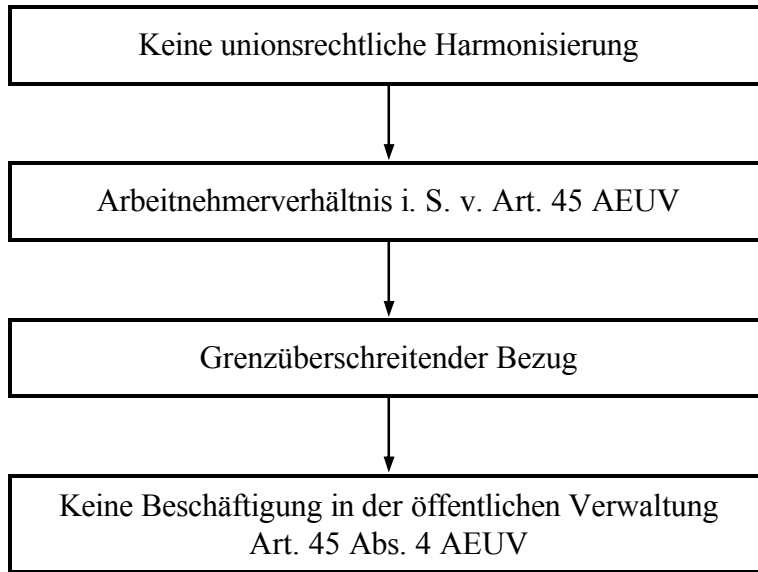 Keine unionsrechtliche Harmonisierung
Arbeitnehmerverhältnis i. S. v. Art. 45 AEUV
Grenzüberschreitender Bezug
Keine Beschäftigung in der öffentlichen Verwaltung
Art. 45 Abs. 4 AEUV